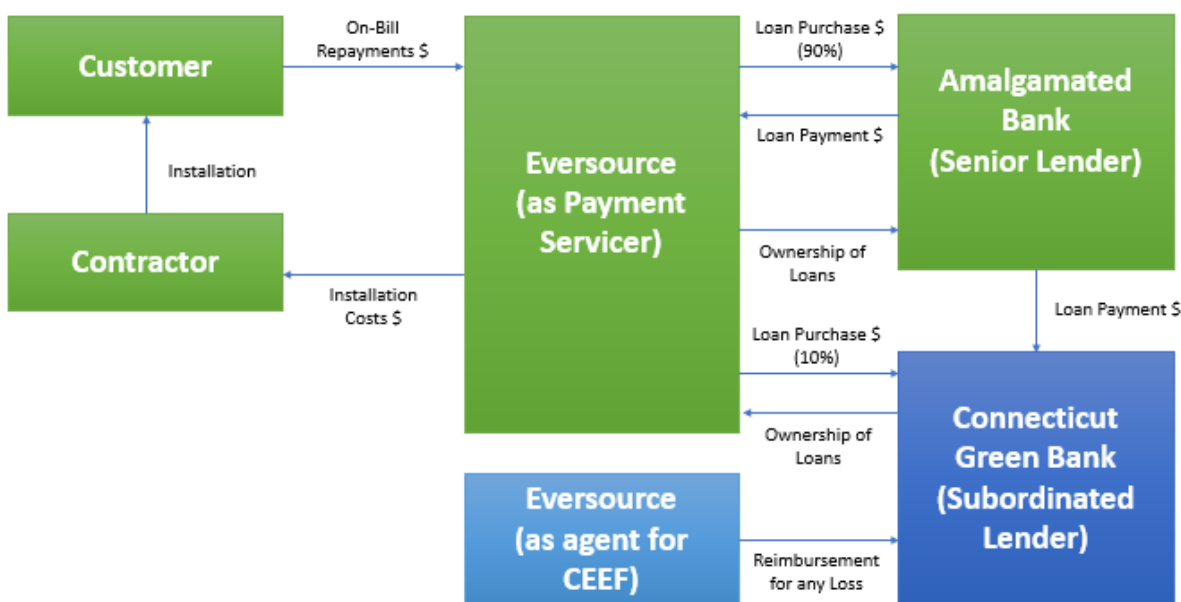 Customer
On-Bill
Repayments $
Installation
Contractor
Installation
Costs $
Eversource
(as Payment
Servicer)
Loan Purchase $
(90%)
Loan Payment $
Ownership of
Loans
Loan Purchase $
(10%)
Ownership of
Loans
Amalgamated
Bank
(Senior Lender)
Loan Payment $
Connecticut
Green Bank
(Subordinated
Lender)
Eversource
(as agent for
CEEF)
Reimbursement
for any Loss